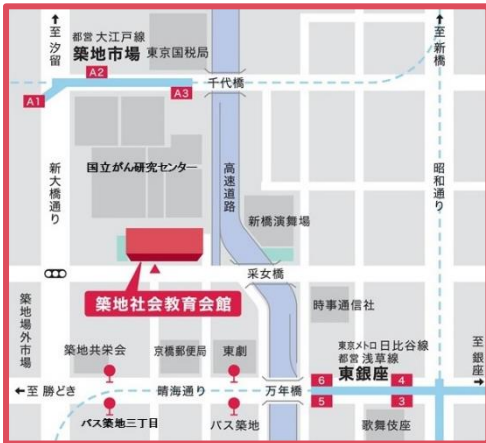 ↑至 汐留
都営 大江戸線
築地市場
東京国税局
↑至 新橋
A2
A1
A3
千代橋
国立がん研究センター
新大橋通り
高速道路
昭和通り
新橋演舞場
采女橋
築地社会教育会館
築地場外市場
時事通信社
築地共栄会
京橋郵便局
東劇
東京メトロ 日比谷線
都営 浅草線
東銀座
至 銀座→
←至 勝どき
晴海通り
万年橋
6
4
5
3
バス築地三丁目
バス築地
歌舞伎座